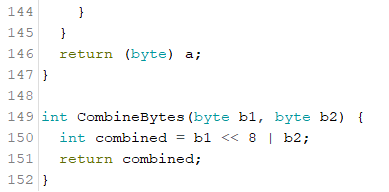 144     }
145   }
146   return (byte) a;
147 }
148
149 int CombineBytes(byte b1, byte b2) {
150   int combined = b1 << 8 | b2;
151   return combined;
152 }